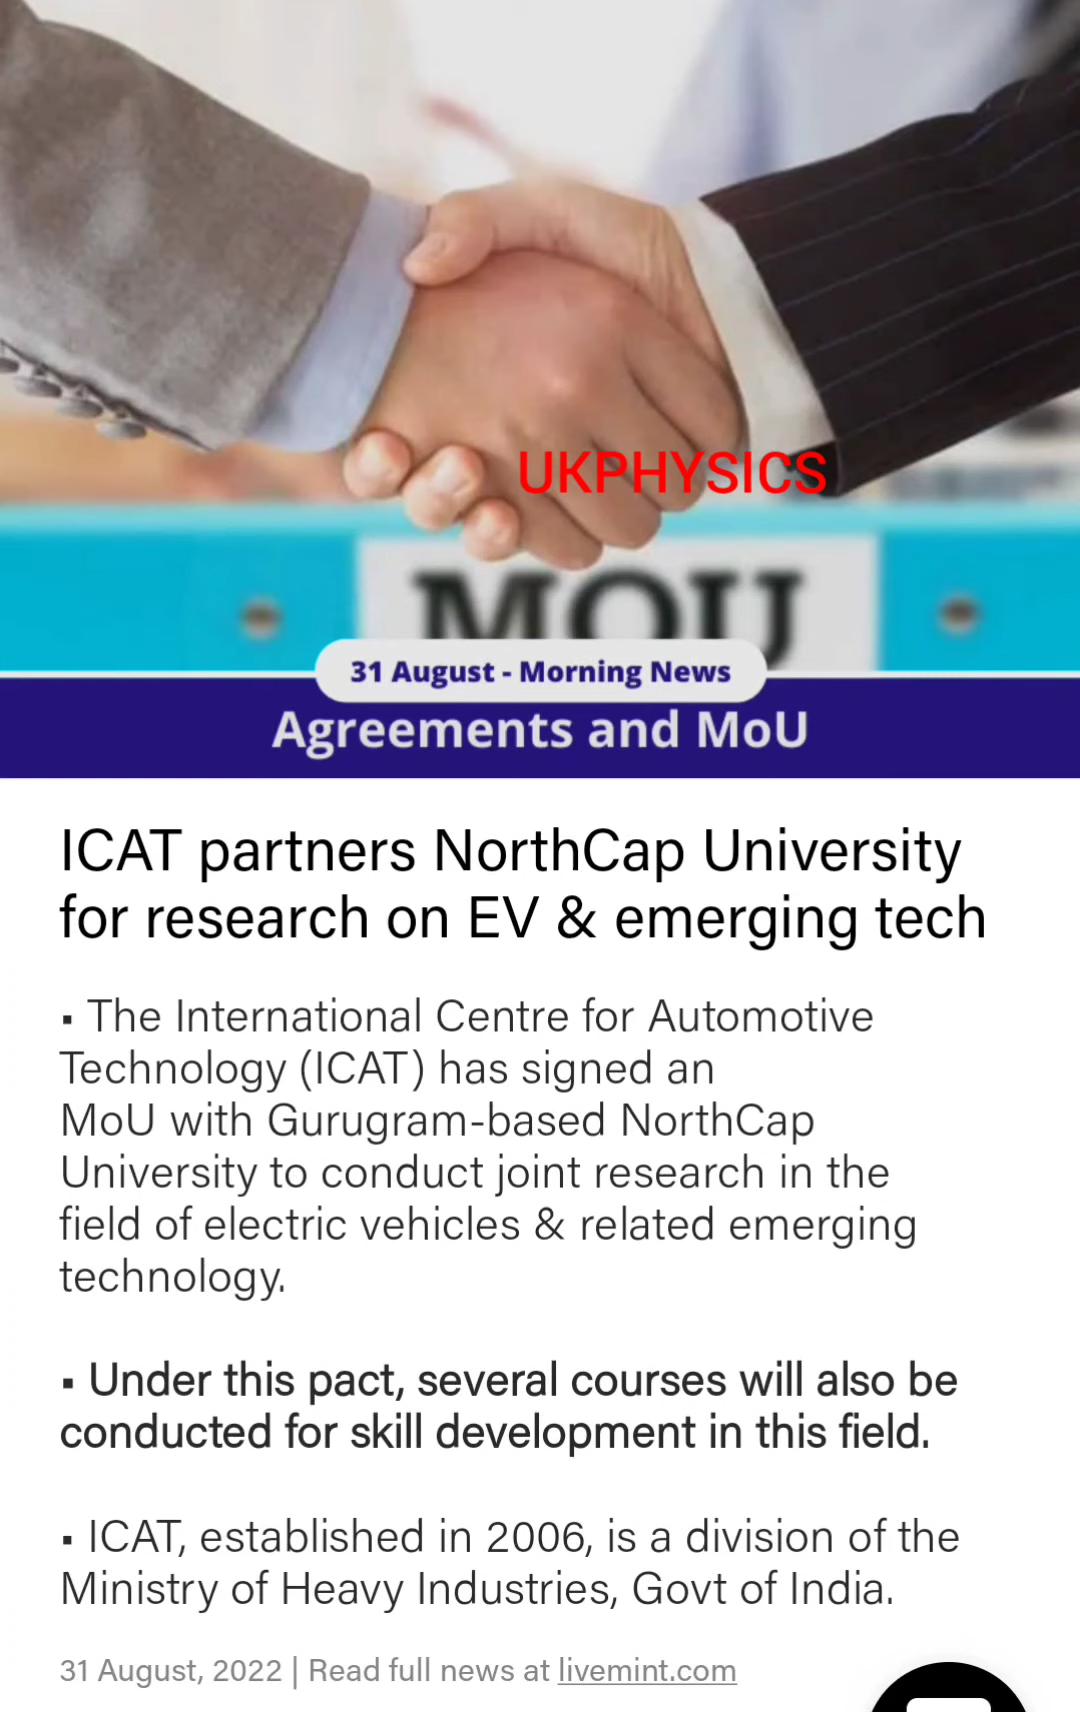 UKPHYSICS
MOU
31 August - Morning News
Agreements and MoU
ICAT partners NorthCap University
for research on EV & emerging tech
▪ The International Centre for Automotive
Technology (ICAT) has signed an
MoU with Gurugram-based NorthCap
University to conduct joint research in the
field of electric vehicles & related emerging
technology.
▪ Under this pact, several courses will also be
conducted for skill development in this field.
▪ ICAT, established in 2006, is a division of the
Ministry of Heavy Industries, Govt of India.
31 August, 2022 | Read full news at livemint.com